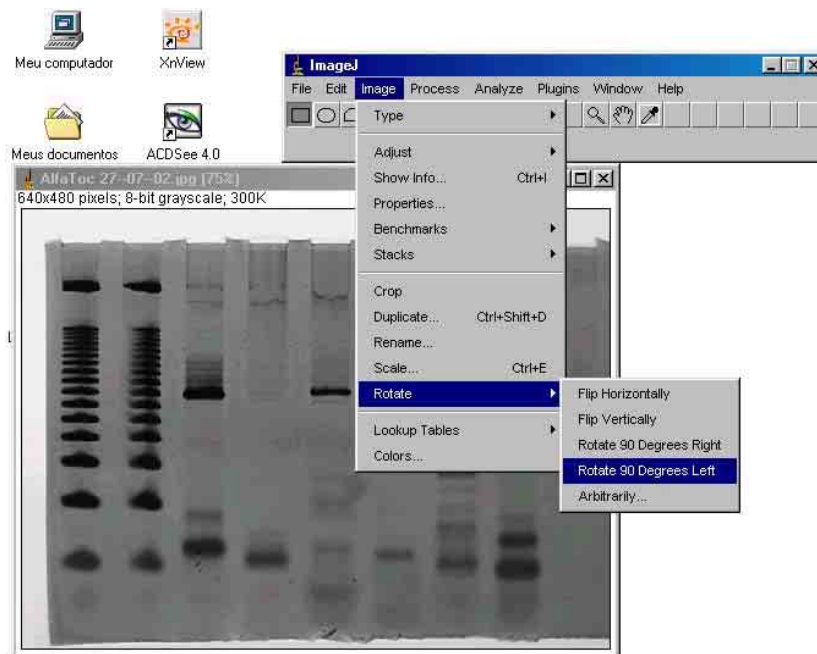 Meu computador
XnView
Meus documentos
ACDSee 4.0
ImageJ
File Edit Image Process Analyze Plugins Window Help
AlfaToc 27-07-02.jpg (75%)
640x480 pixels; 8-bit grayscale; 300K
Type
Adjust
Show Info... Ctrl+I
Properties...
Benchmarks
Stacks
Crop
Duplicate... Ctrl+Shift+D
Rename...
Scale... Ctrl+E
Rotate
Lookup Tables
Colors...
Flip Horizontally
Flip Vertically
Rotate 90 Degrees Right
Rotate 90 Degrees Left
Arbitrarily...